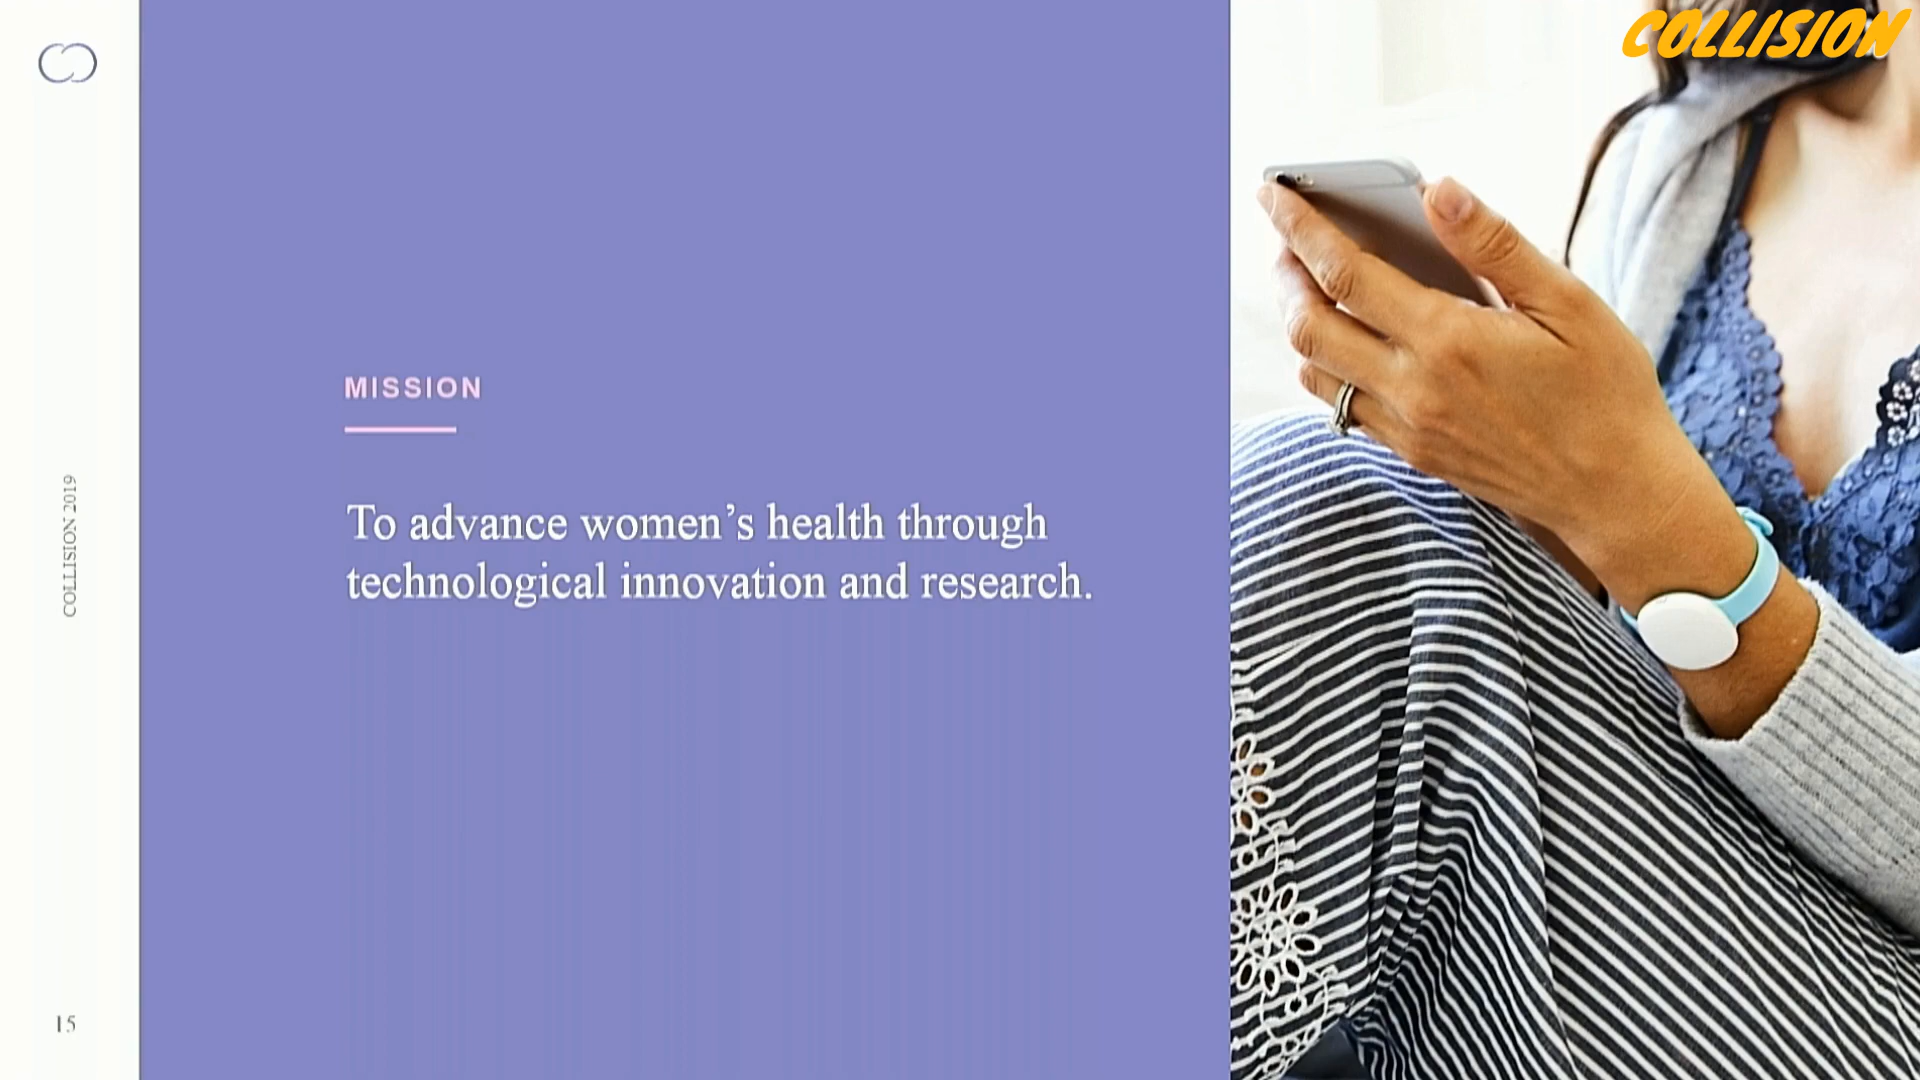 COLLISION
MISSION
To advance women’s health through
technological innovation and research.
COLLISION 2019
15